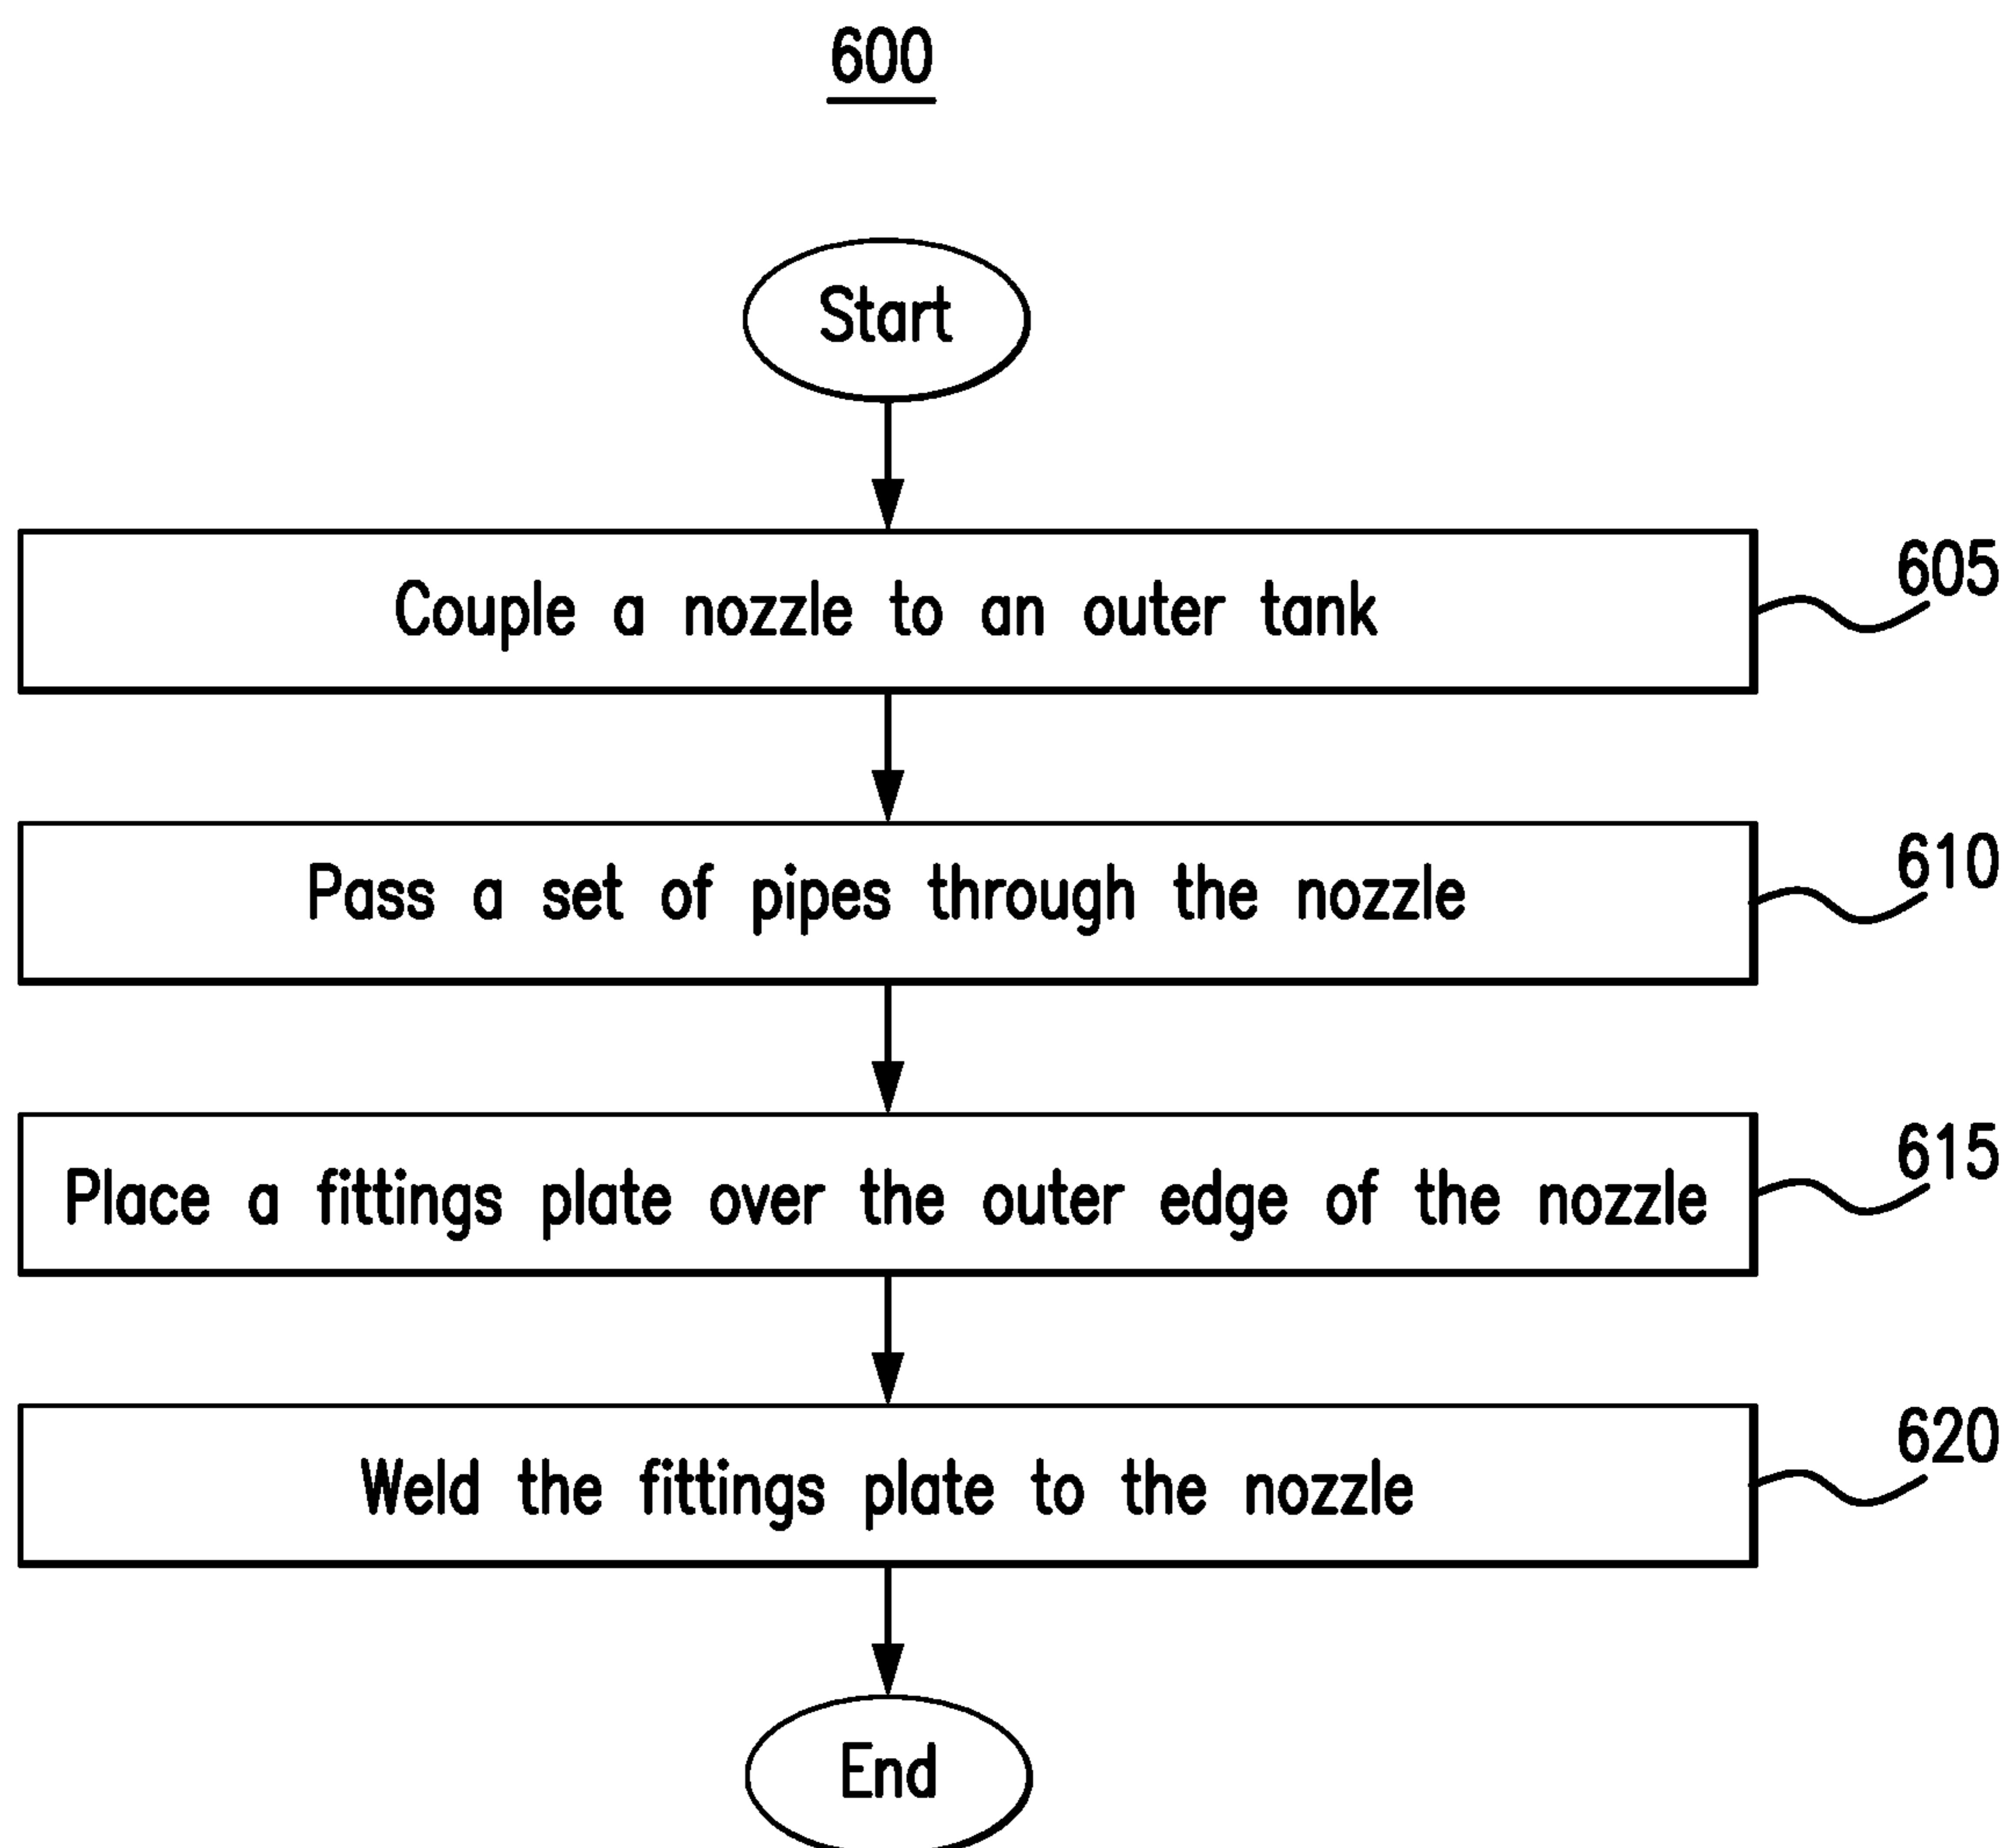 600
Start
Couple a nozzle to an outer tank
605
Pass a set of pipes through the nozzle
610
Place a fittings plate over the outer edge of the nozzle
615
Weld the fittings plate to the nozzle
620
End